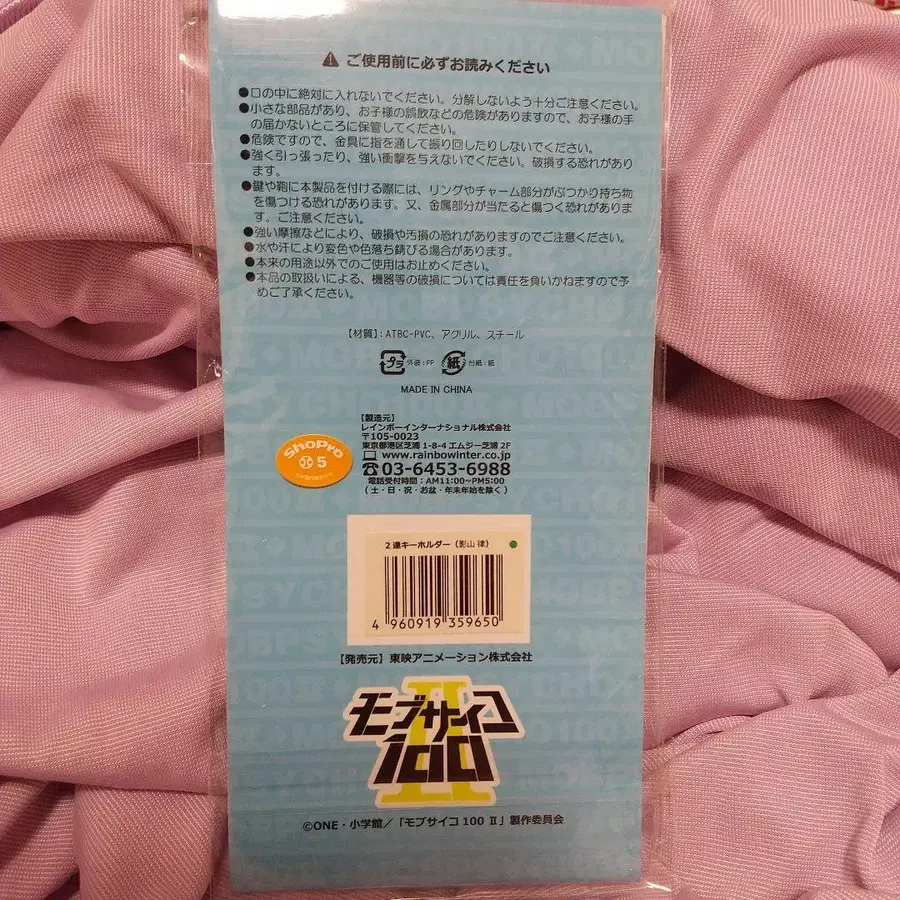 ⚠ ご使用前に必ずお読みください
●口の中に絶対に入れないでください。分解しないよう十分ご注意ください。
●小さな部品があり、お子様の誤飲などの危険がありますので、お子様の手
の届かないところに保管してください。
●危険ですので、金具に指を通して振り回したりしないでください。
●強く引っ張ったり、強い衝撃を与えないでください。破損する恐れがあり
ます。
●鍵や鞄に本製品を付ける際には、リングやチャーム部分がぶつかり持ち物
を傷つける恐れがあります。又、金属部分が当たると傷つく恐れがありま
す。ご注意ください。
●強い摩擦などにより、破損や汚損の恐れがありますのでご注意ください。
●水や汗により変色や色落ち錆びる場合があります。
●本来の用途以外でのご使用はお止めください。
●本品の取扱いによる、機器等の破損については責任を負いかねますので予
めご了承ください。
【材質】：ATBC-PVC、アクリル、スチール
プラ 外装：PP 紙 台紙：紙
MADE IN CHINA
【製造元】
レインボーインターナショナル株式会社
〒105-0023
東京都港区芝浦 1-8-4 エムジー芝浦 2F
www.rainbowinter.co.jp
☎03-6453-6988
電話受付時間：AM11:00~PM5:00
（土・日・祝・お盆・年末年始を除く）
ShoPro
5
2連キーホルダー（影山 律）
4 960919 359650
【発売元】東映アニメーション株式会社
モブサイコ
100
II
©ONE・小学館／「モブサイコ 100 II」製作委員会